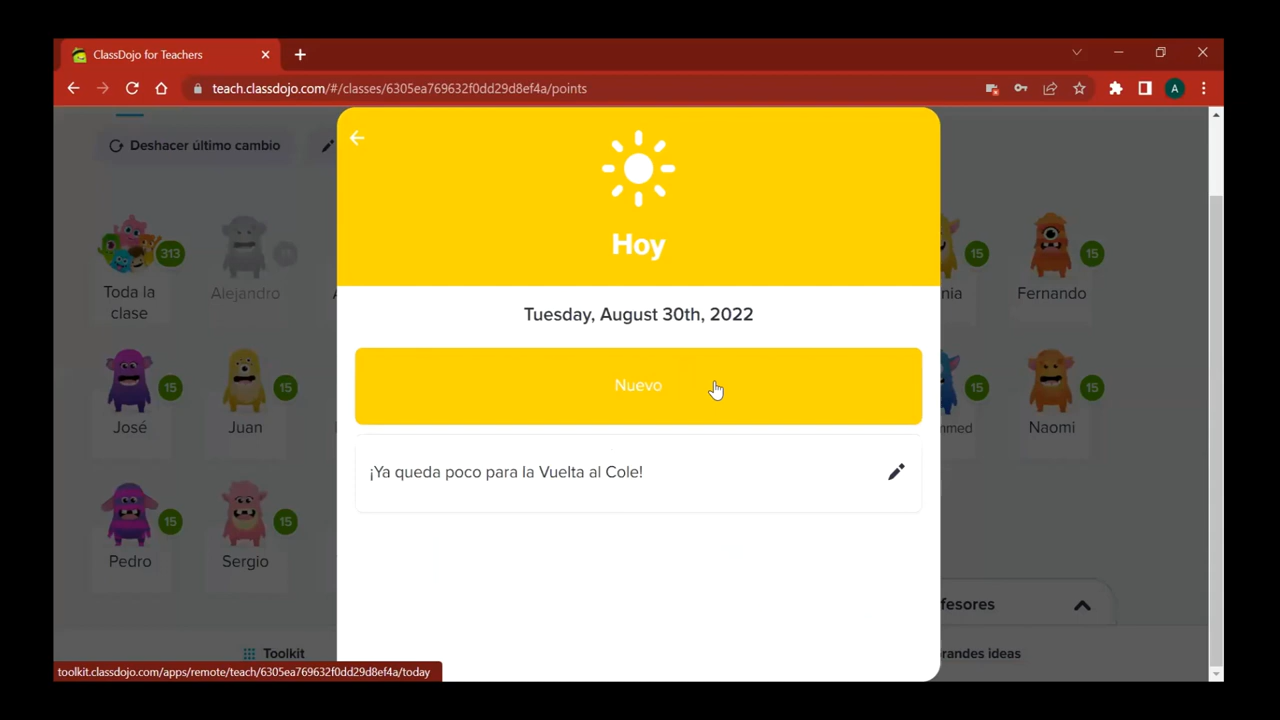 ClassDojo for Teachers
teach.classdojo.com/#/classes/6305ea769632f0dd29d8ef4a/points
A
Deshacer último cambio
Hoy
Tuesday, August 30th, 2022
Nuevo
¡Ya queda poco para la Vuelta al Cole!
313
Toda la
clase
Alejandro
15
nia
15
Fernando
15
José
15
Juan
15
mmed
15
Naomi
15
Pedro
15
Sergio
fesores
Toolkit
randes ideas
toolkit.classdojo.com/apps/remote/teach/6305ea769632f0dd29d8ef4a/today